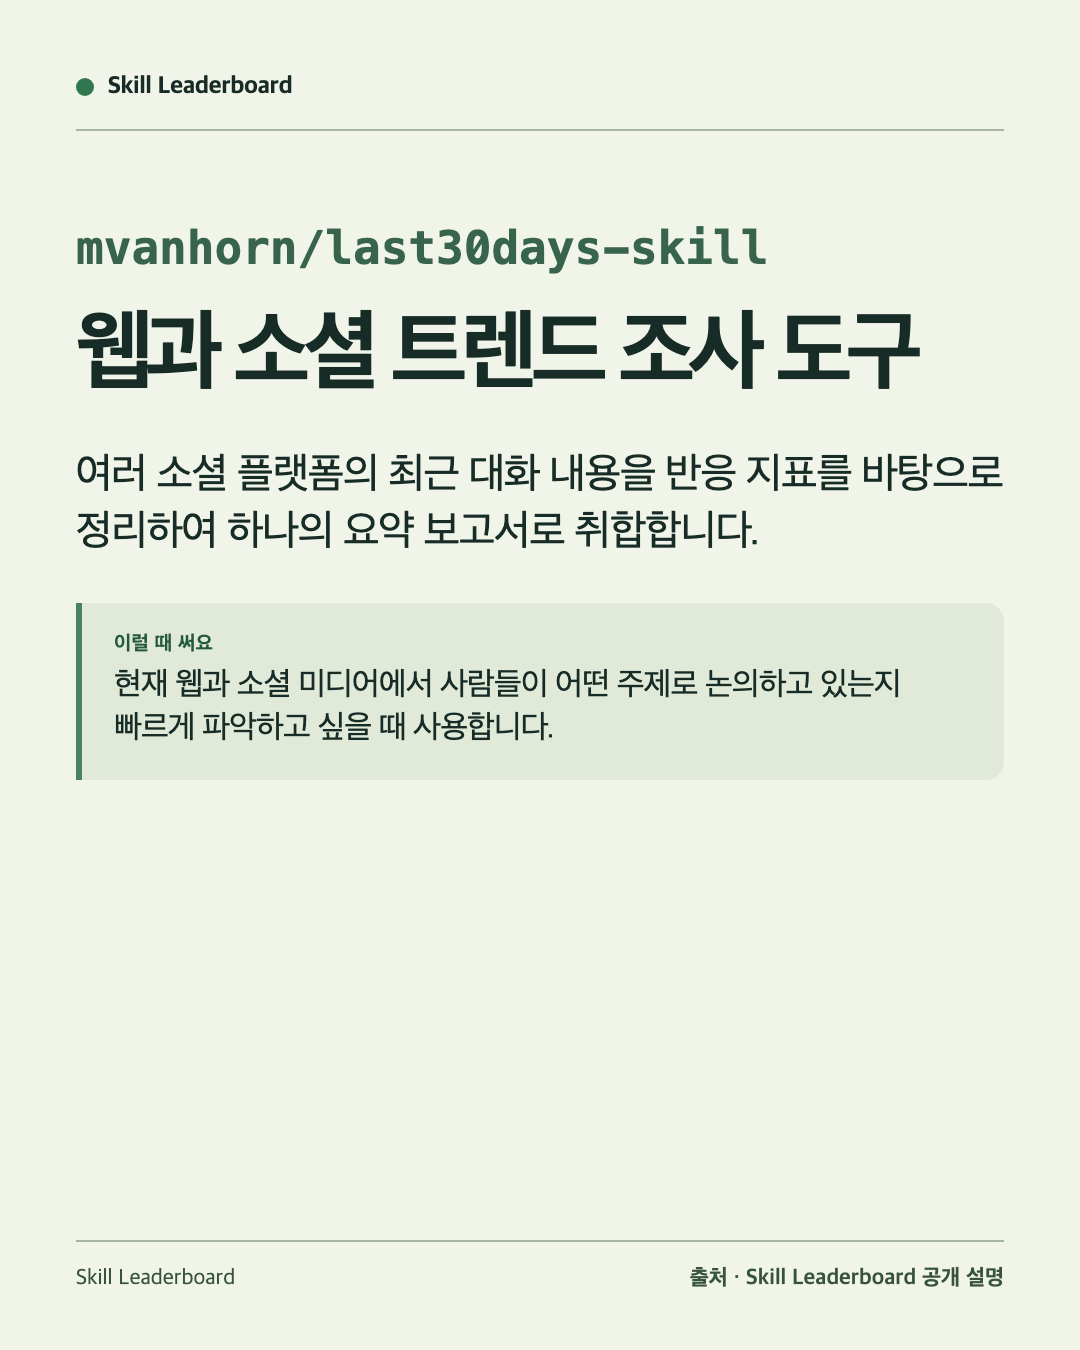 Skill Leaderboard
mvanhorn/last30days-skill
웹과 소셜 트렌드 조사 도구
여러 소셜 플랫폼의 최근 대화 내용을 반응 지표를 바탕으로
정리하여 하나의 요약 보고서로 취합합니다.
이럴 때 써요
현재 웹과 소셜 미디어에서 사람들이 어떤 주제로 논의하고 있는지
빠르게 파악하고 싶을 때 사용합니다.
Skill Leaderboard
출처 · Skill Leaderboard 공개 설명